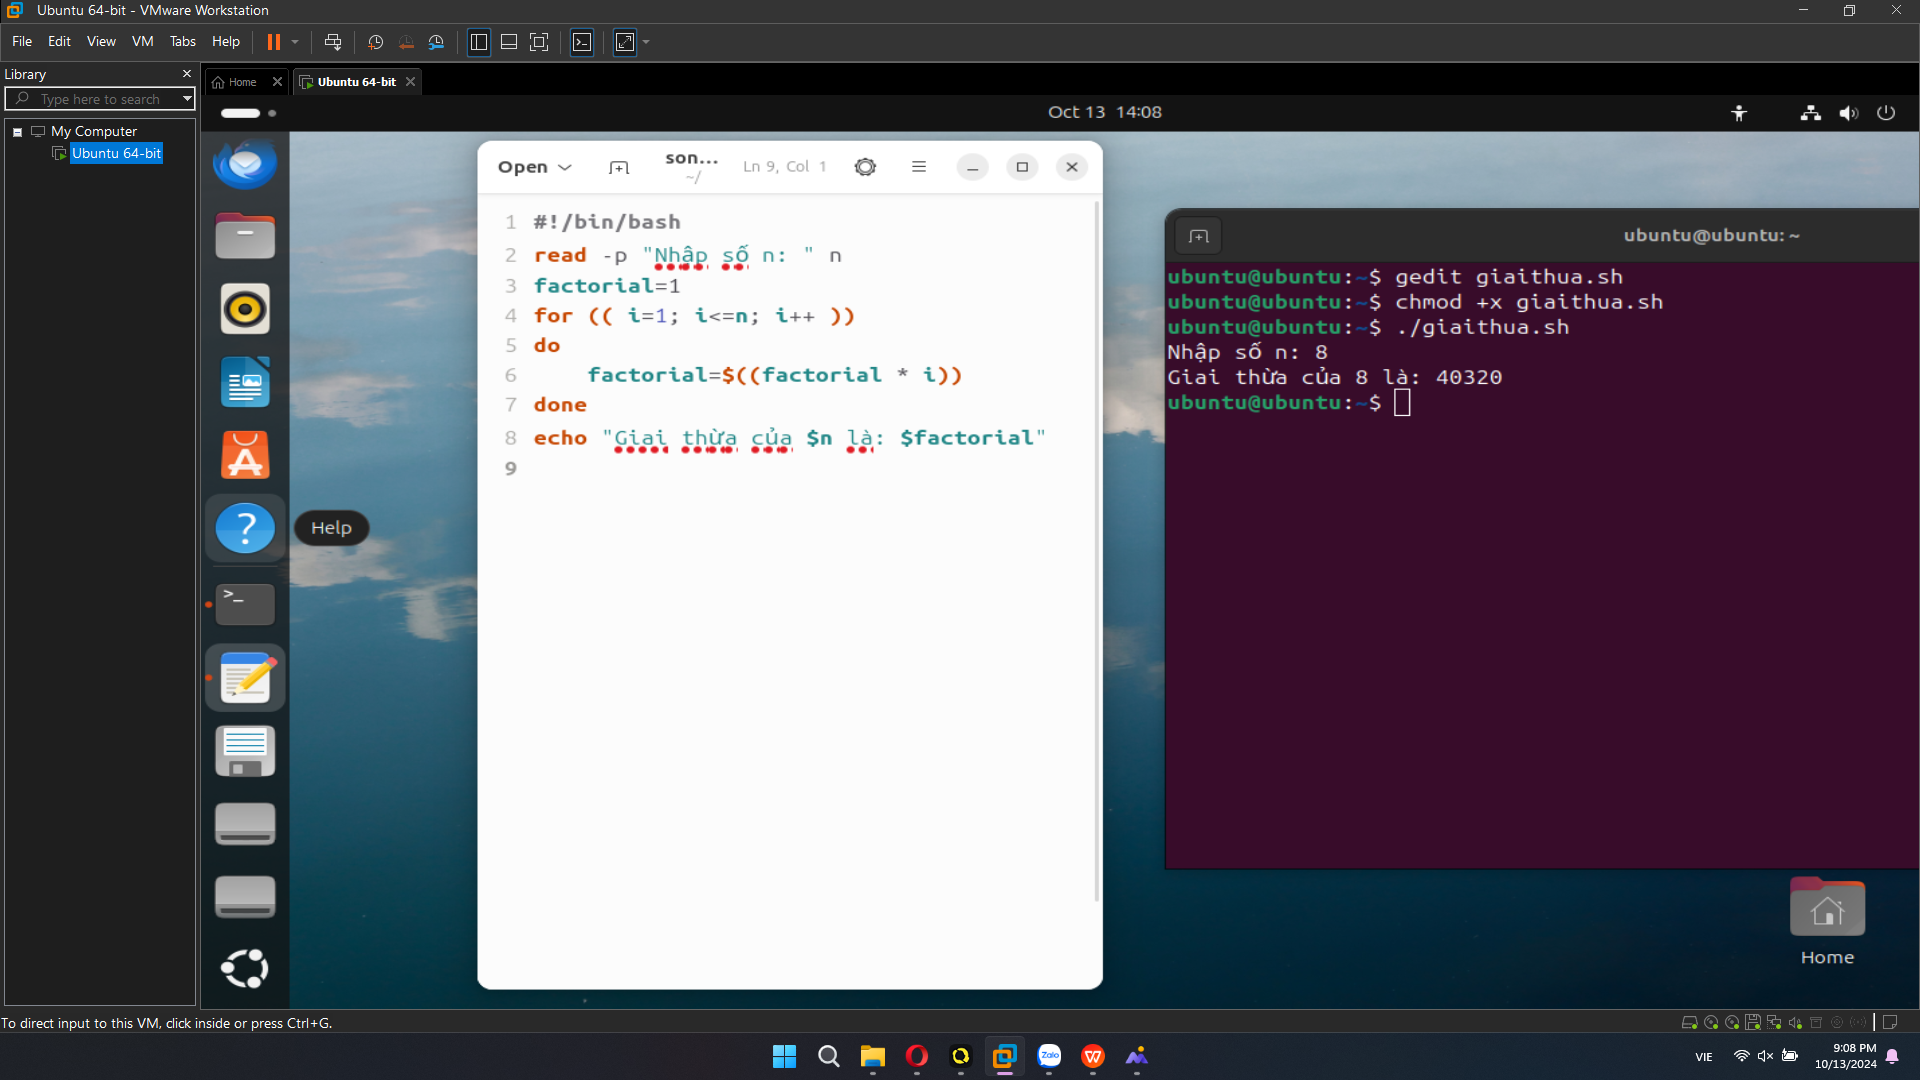 Ubuntu 64-bit - VMware Workstation
File Edit View VM Tabs Help
Library
Type here to search
My Computer
Ubuntu 64-bit
Home
Ubuntu 64-bit
Oct 13 14:08
Open
son...
~/
Ln 9, Col 1
1 #!/bin/bash
2 read -p "Nhập số n: " n
3 factorial=1
4 for (( i=1; i<=n; i++ ))
5 do
6 factorial=$((factorial * i))
7 done
8 echo "Giai thừa của $n là: $factorial"
9
Help
ubuntu@ubuntu: ~
ubuntu@ubuntu:~$ gedit giaithua.sh
ubuntu@ubuntu:~$ chmod +x giaithua.sh
ubuntu@ubuntu:~$ ./giaithua.sh
Nhập số n: 8
Giai thừa của 8 là: 40320
ubuntu@ubuntu:~$
Home
To direct input to this VM, click inside or press Ctrl+G.
Zalo
VIE
9:08 PM
10/13/2024